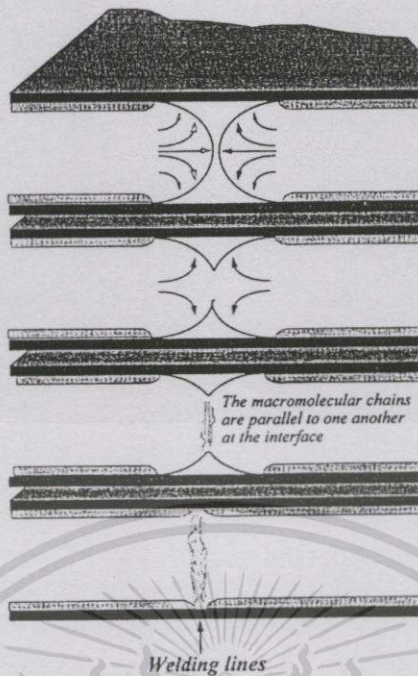 The macromolecular chains
are parallel to one another
at the interface
Welding lines